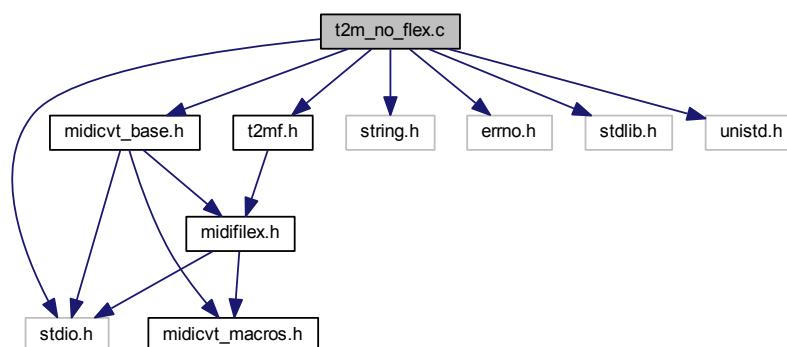 t2m_no_flex.c
midicvt_base.h
t2mf.h
string.h
errno.h
stdlib.h
unistd.h
midifilex.h
stdio.h
midicvt_macros.h